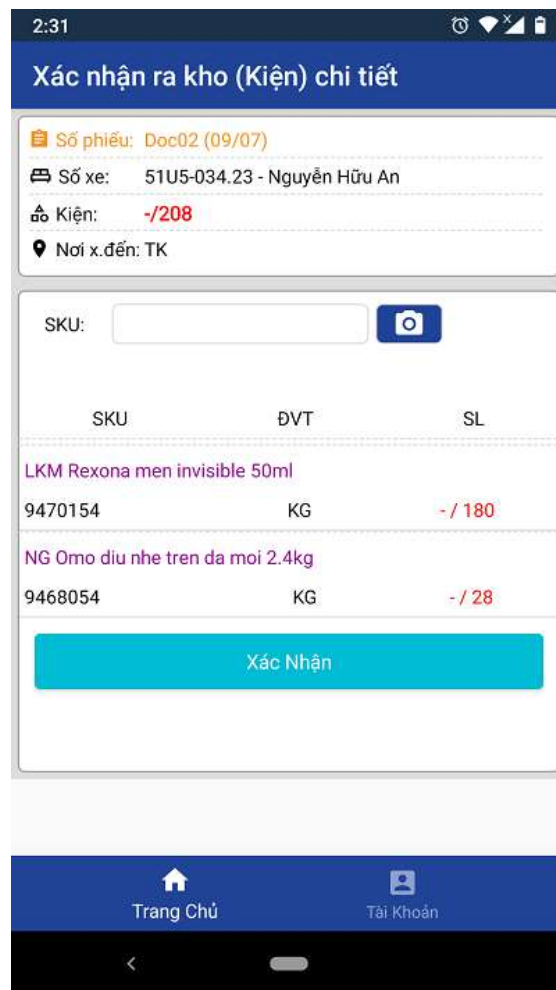 2:31
Xác nhận ra kho (Kiện) chi tiết
Số phiếu: Doc02 (09/07)
Số xe: 51U5-034.23 - Nguyễn Hữu An
Kiện: -/208
Nơi x.đến: TK
SKU:
SKU ĐVT SL
LKM Rexona men invisible 50ml
9470154 KG - / 180
NG Omo diu nhe tren da moi 2.4kg
9468054 KG - / 28
Xác Nhận
Trang Chủ Tài Khoản